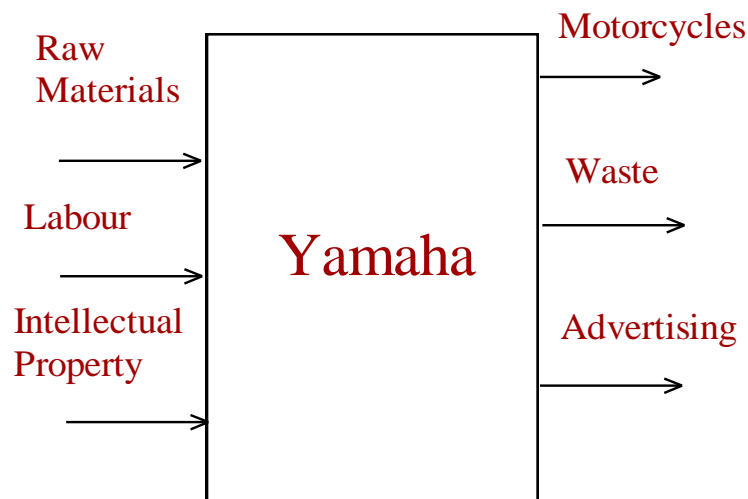 Raw
Materials
Labour
Intellectual
Property
Yamaha
Motorcycles
Waste
Advertising